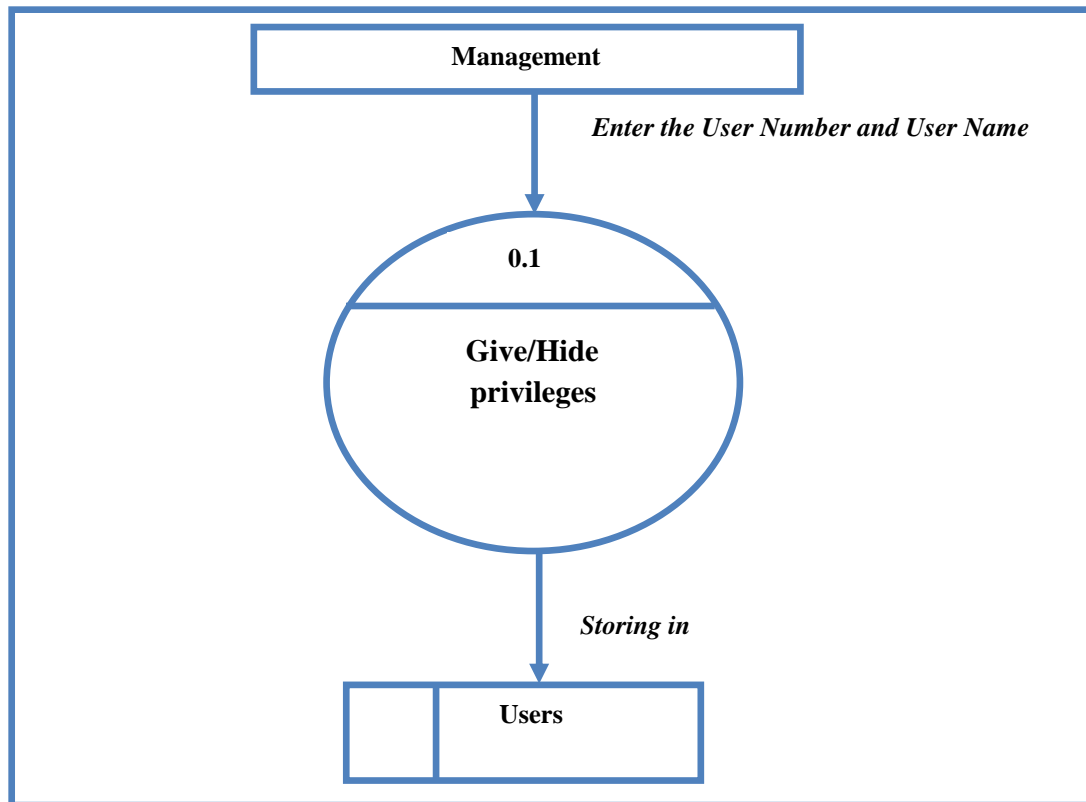 Management
Enter the User Number and User Name
0.1
Give/Hide
privileges
Storing in
Users